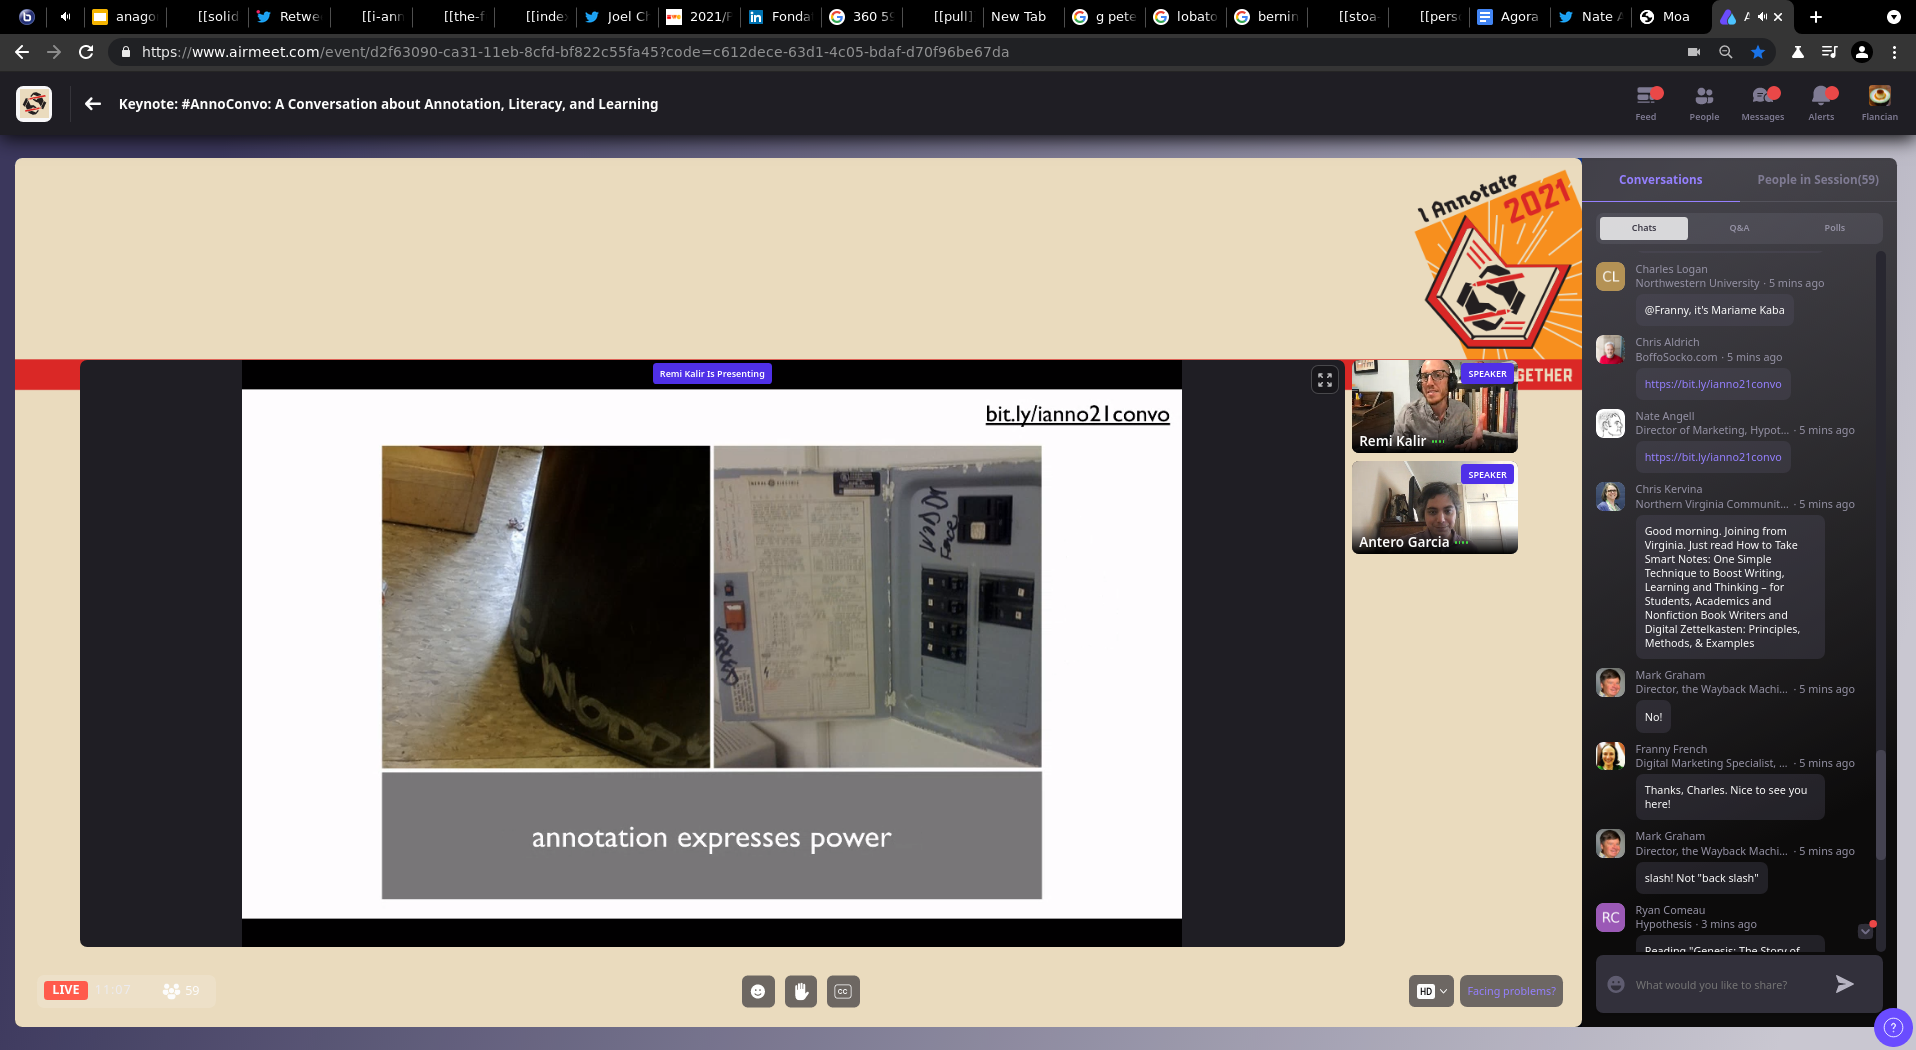 anago
[[solid
Retwe
[[i-ann
[[the-f
[[inde
Joel Ch
2021/F
Fonda
360 59
[[pull]
New Tab
g pete
lobato
bernin
[[stoa
[[pers
Agora
Nate A
Moa
https://www.airmeet.com/event/d2f63090-ca31-11eb-8cfd-bf822c55fa45?code=c612dece-63d1-4c05-bdaf-d70f96be67da
Keynote: #AnnoConvo: A Conversation about Annotation, Literacy, and Learning
Feed
People
Messages
Alerts
Flancian
I Annotate
2021
GETHER
Remi Kalir Is Presenting
bit.ly/ianno21convo
annotation expresses power
SPEAKER
Remi Kalir
SPEAKER
Antero Garcia
LIVE 11:07 59
CC
HD
Facing problems?
Conversations
People in Session(59)
Chats
Q&A
Polls
CL
Charles Logan
Northwestern University · 5 mins ago
@Franny, it's Mariame Kaba
Chris Aldrich
BoffoSocko.com · 5 mins ago
https://bit.ly/ianno21convo
Nate Angell
Director of Marketing, Hypot... · 5 mins ago
https://bit.ly/ianno21convo
Chris Kervina
Northern Virginia Communit... · 5 mins ago
Good morning. Joining from
Virginia. Just read How to Take
Smart Notes: One Simple
Technique to Boost Writing,
Learning and Thinking – for
Students, Academics and
Nonfiction Book Writers and
Digital Zettelkasten: Principles,
Methods, & Examples
Mark Graham
Director, the Wayback Machi... · 5 mins ago
No!
Franny French
Digital Marketing Specialist, ... · 5 mins ago
Thanks, Charles. Nice to see you
here!
Mark Graham
Director, the Wayback Machi... · 5 mins ago
slash! Not "back slash"
RC
Ryan Comeau
Hypothesis · 3 mins ago
Reading "Genesis: The Story of
What would you like to share?